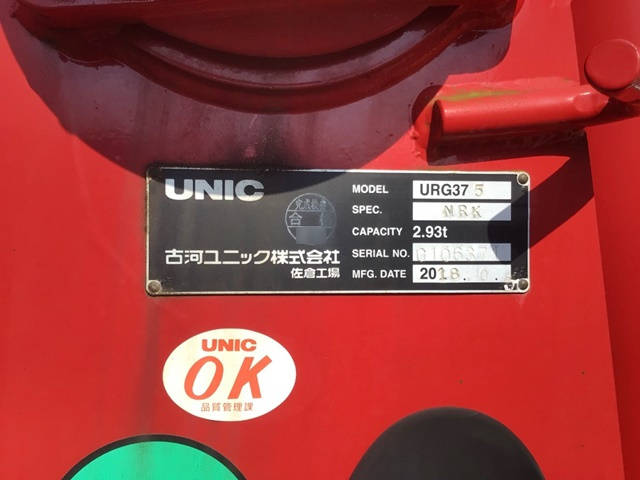 UNIC
MODEL URG375
SPEC. NRK
CAPACITY 2.93t
SERIAL NO.
MFG. DATE
古河ユニック株式会社
佐倉工場
UNIC
OK
品質管理課